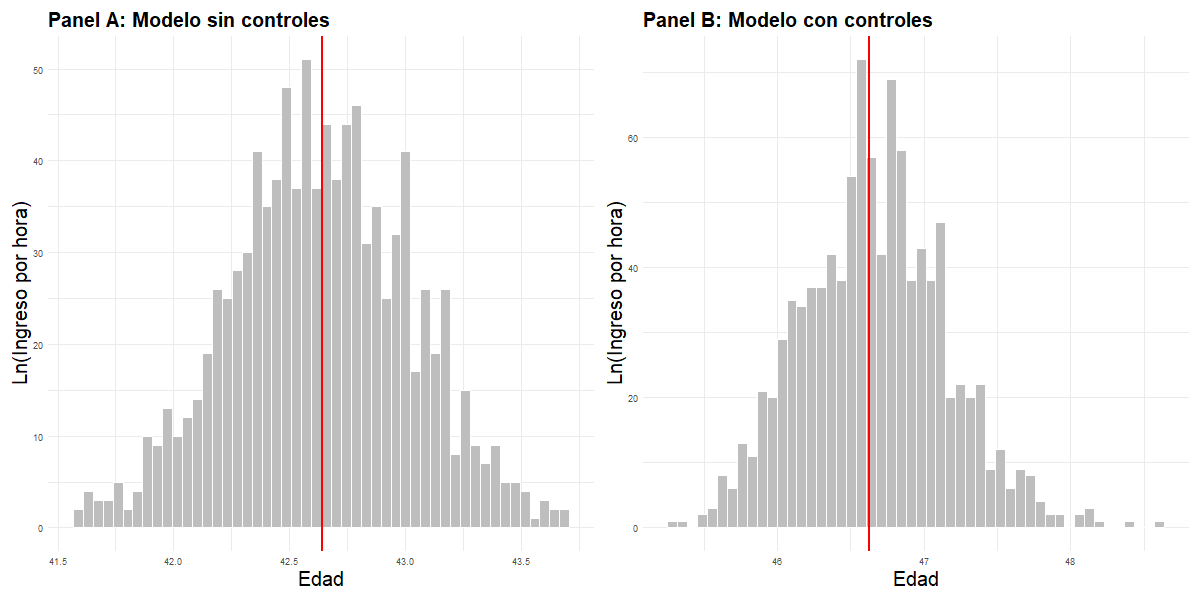 Panel A: Modelo sin controles
50
40
30
20
10
0
Ln(Ingreso por hora)
41.5 42.0 42.5 43.0 43.5
Edad
Panel B: Modelo con controles
60
40
20
0
Ln(Ingreso por hora)
46 47 48
Edad